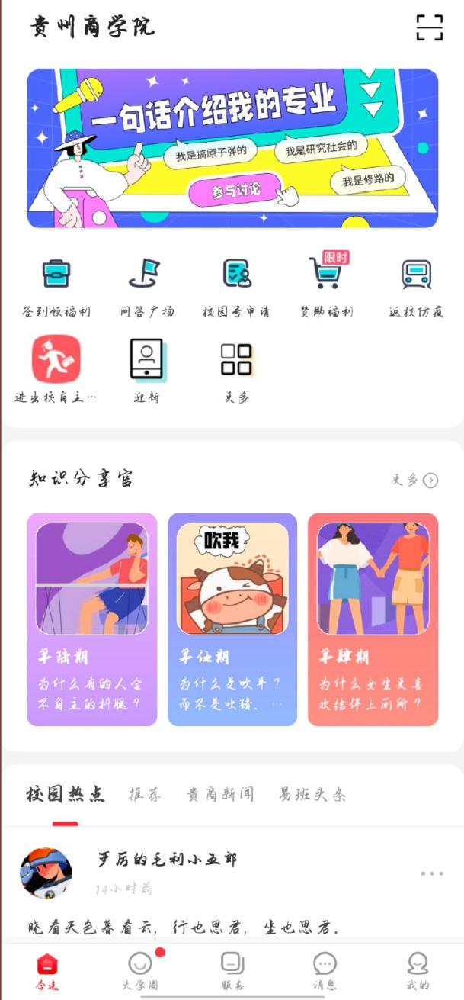 贵州商学院
一句话介绍我的专业
我是搞原子弹的
我是研究社会的
我是修路的
参与讨论
限时
签到领福利
问答广场
校园号申请
赞助福利
返校防疫
进出校自主…
迎新
更多
知识分享官
更多
吹我
第陆期
为什么有的人会
不自主的抖腿？
第伍期
为什么是吹牛？
而不是吹猪、…
第肆期
为什么女生更喜
欢结伴上厕所？
校园热点
推荐
贵商新闻
易班头条
严厉的毛利小五郎
14小时前
晓看天色暮看云，行也思君，坐也思君。
大学圈
服务
消息
我的